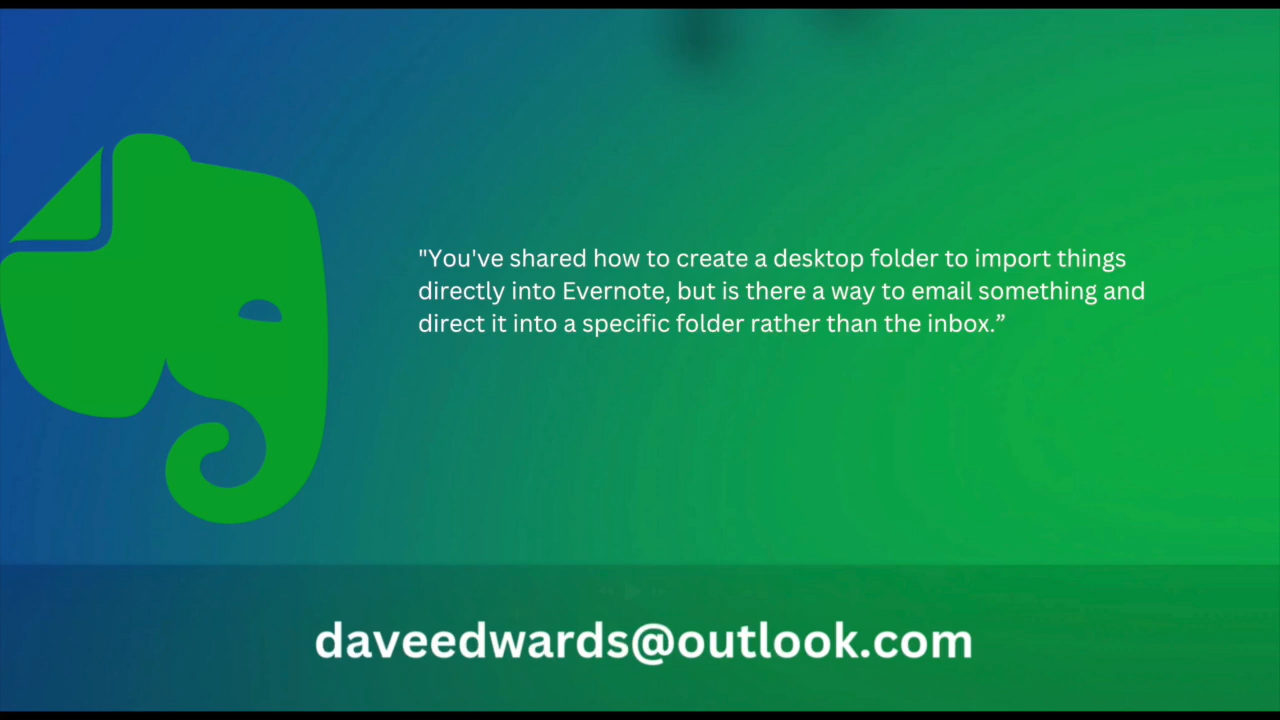 "You've shared how to create a desktop folder to import things
directly into Evernote, but is there a way to email something and
direct it into a specific folder rather than the inbox.”
daveedwards@outlook.com